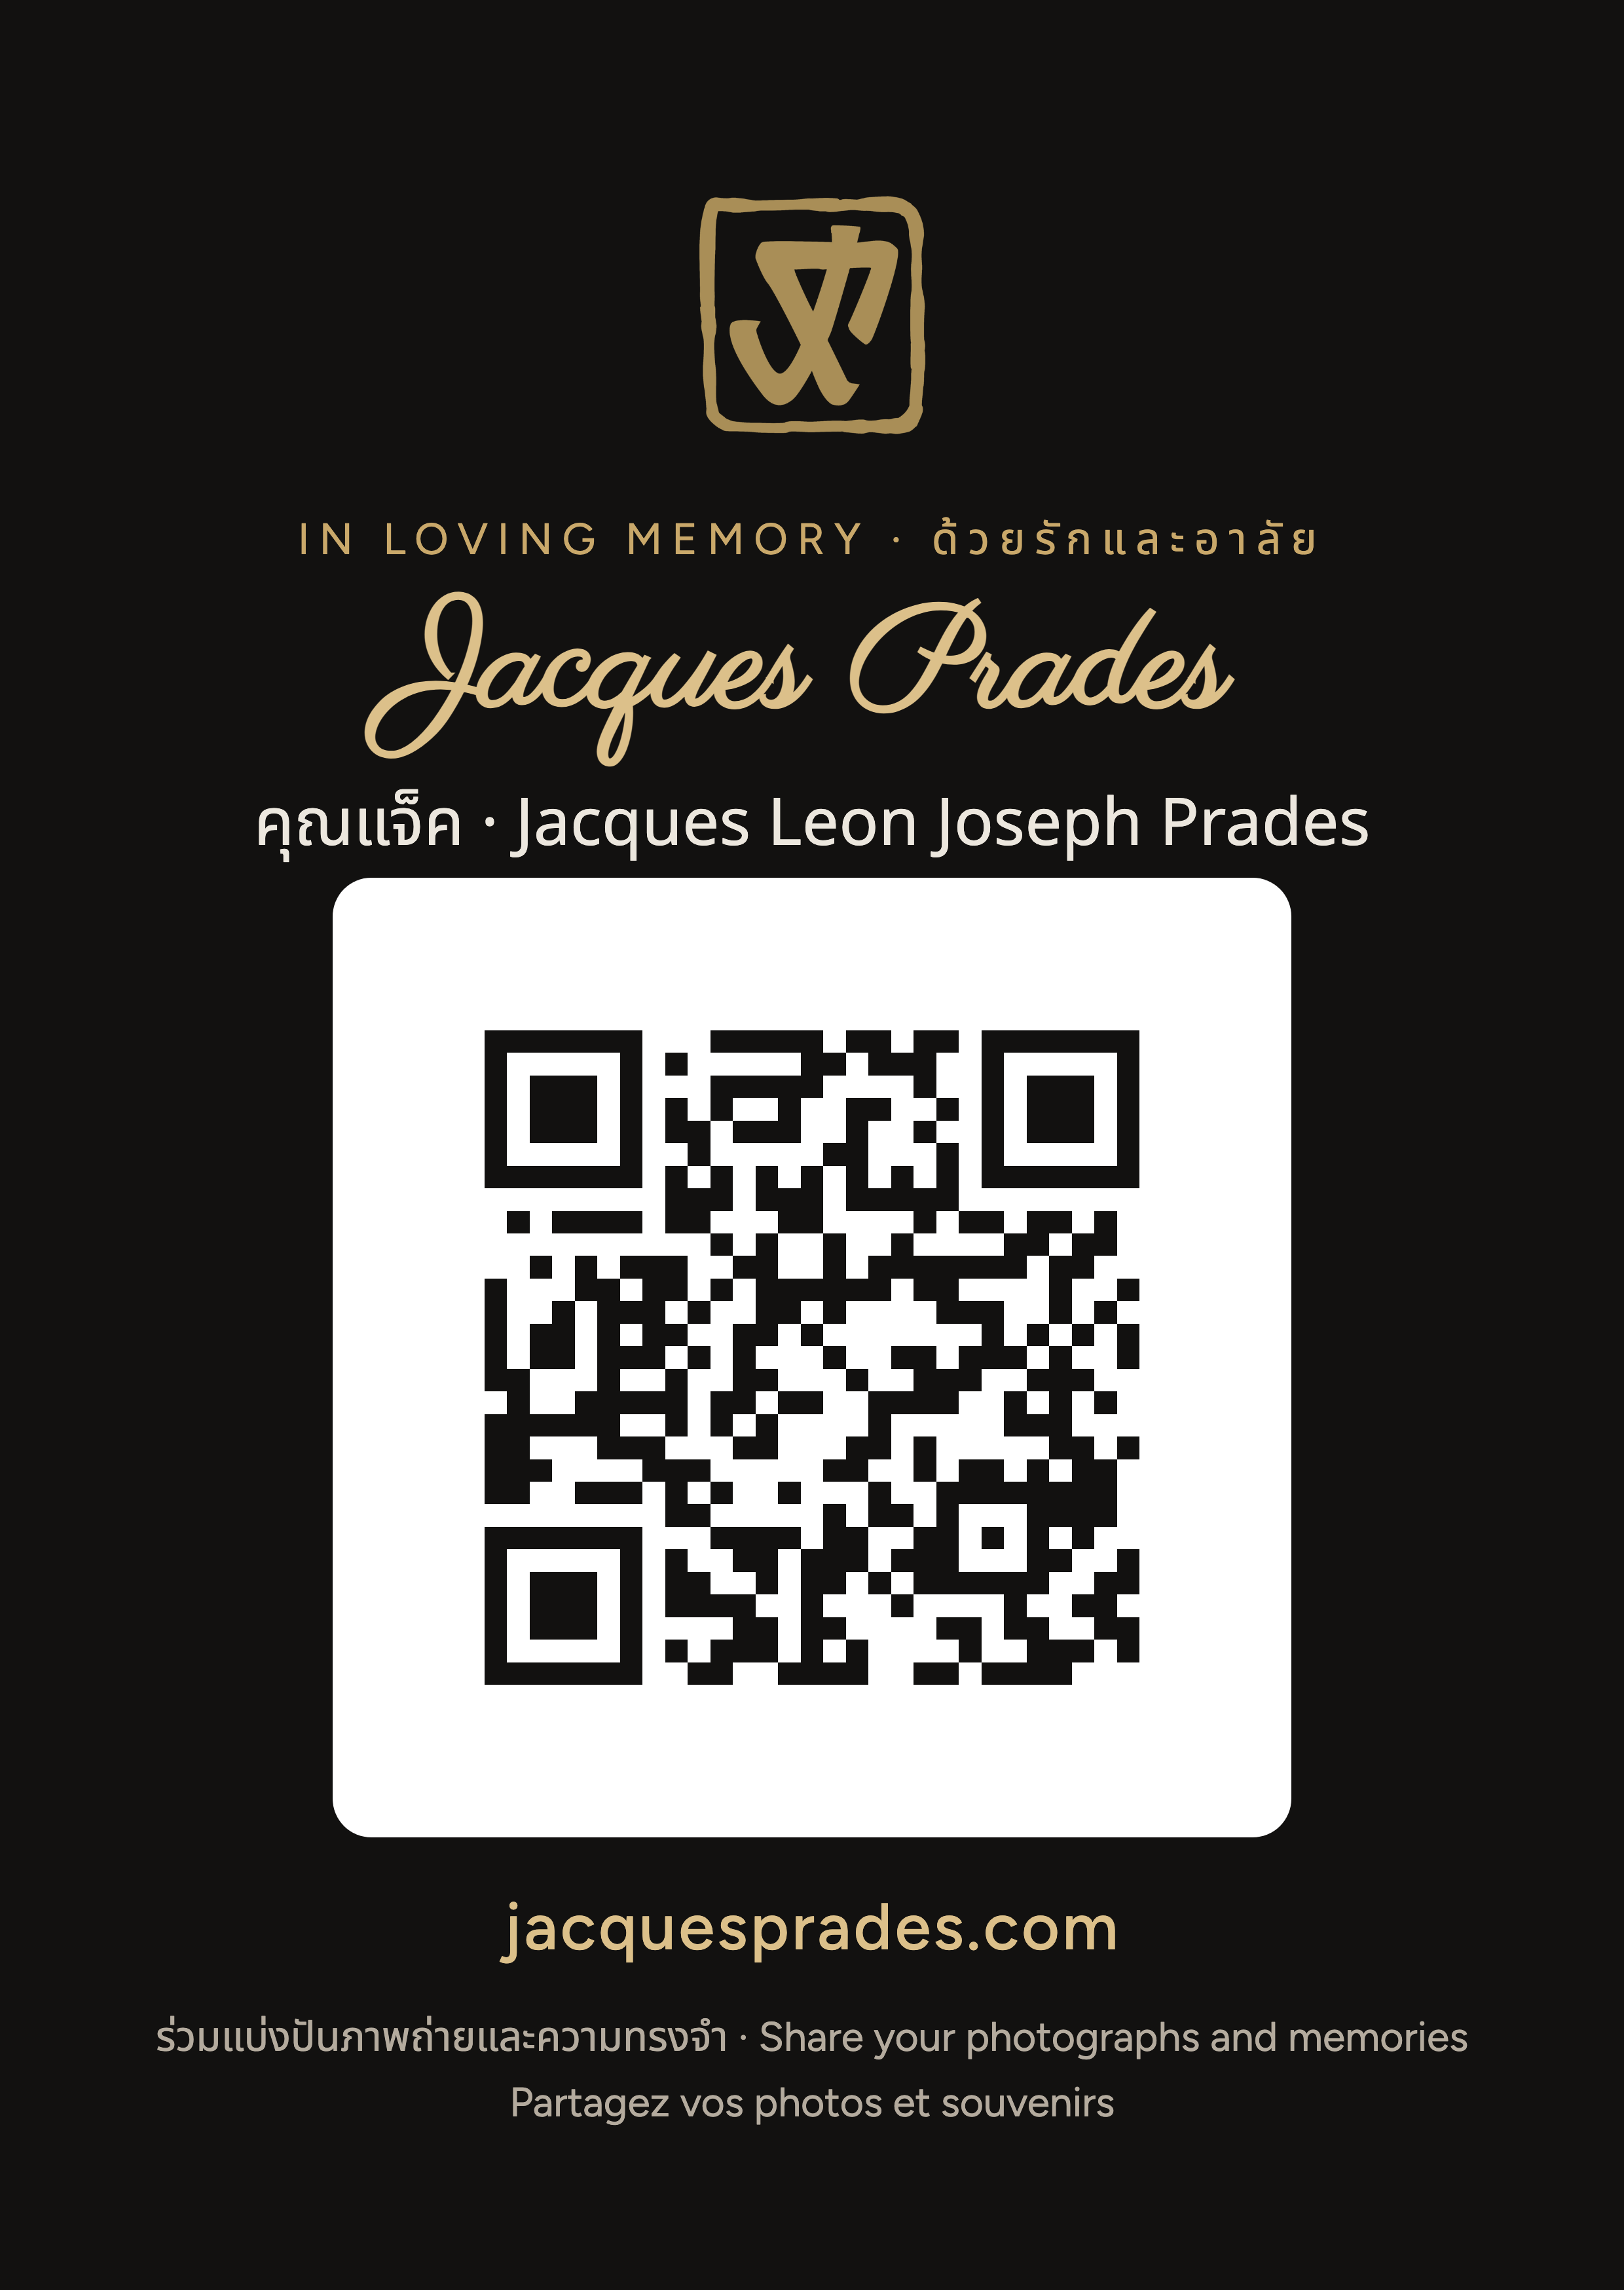 IN LOVING MEMORY · ด้วยรักและอาลัย
Jacques Prades
คุณแจ็ค · Jacques Leon Joseph Prades
jacquesprades.com
ร่วมแบ่งปันภาพถ่ายและความทรงจำ · Share your photographs and memories
Partagez vos photos et souvenirs